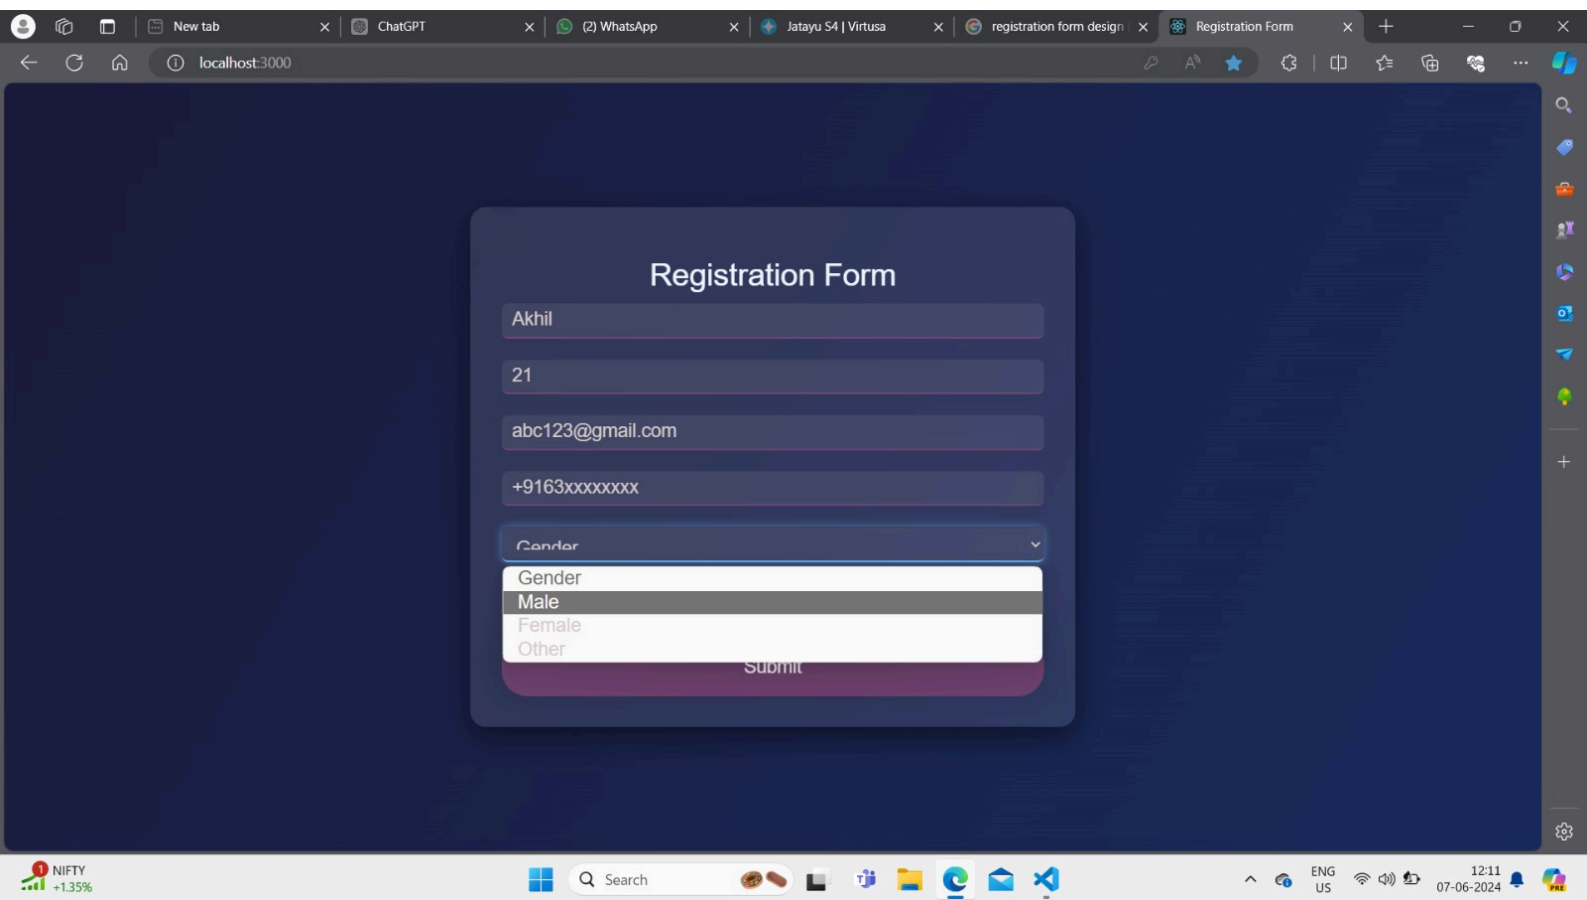 New tab
ChatGPT
(2) WhatsApp
Jatayu S4 | Virtusa
registration form design
Registration Form
localhost:3000
Registration Form
Akhil
21
abc123@gmail.com
+9163xxxxxxxx
Gender
Gender
Male
Female
Other
Submit
1
NIFTY
+1.35%
Search
ENG
US
12:11
07-06-2024
PRE